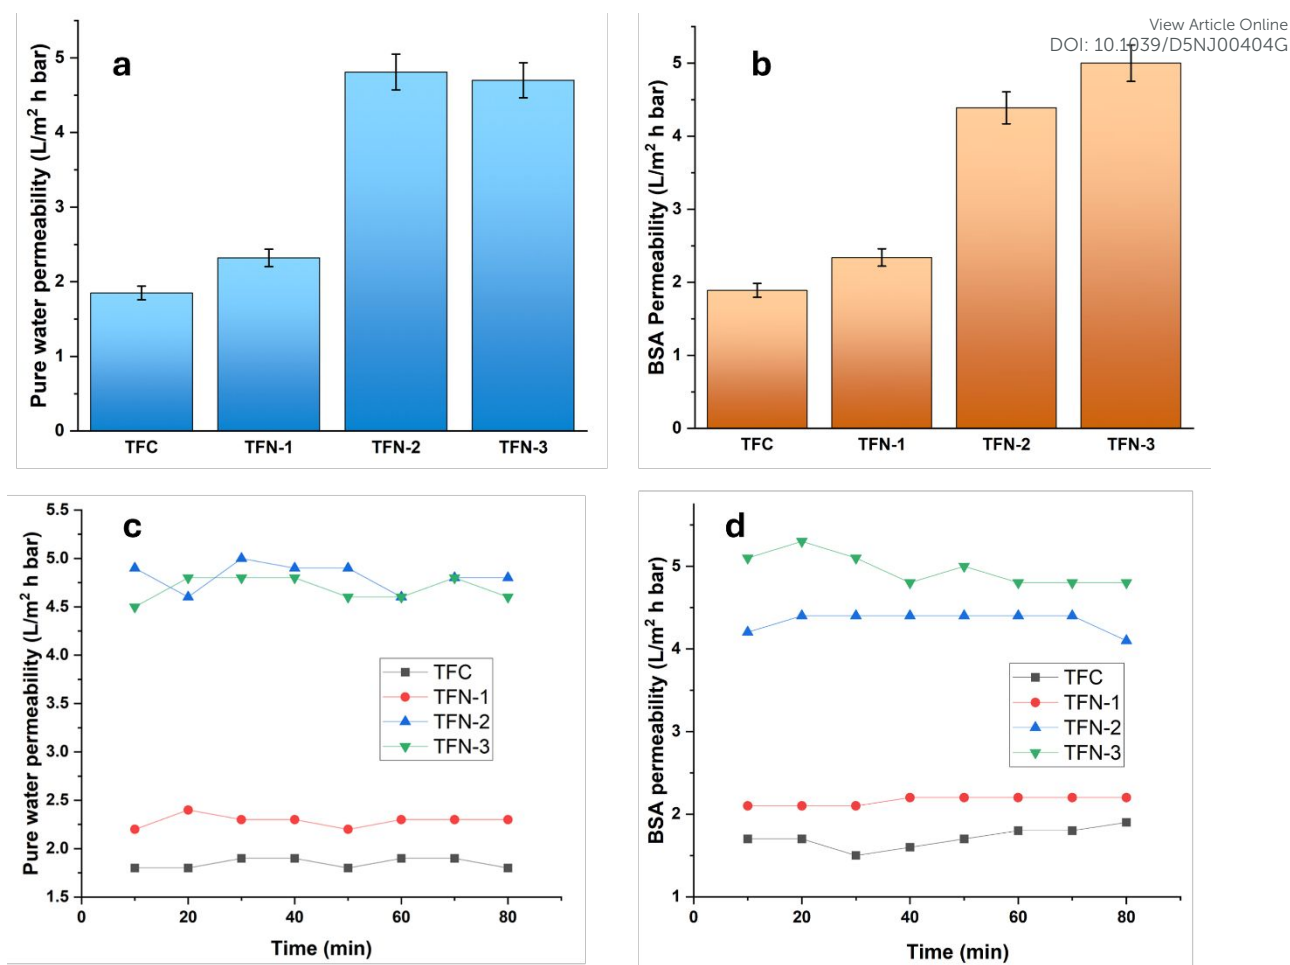 View Article Online
DOI: 10.1039/D5NJ00404G
a
Pure water permeability (L/m² h bar)
5
4
3
2
1
0
TFC TFN-1 TFN-2 TFN-3
b
BSA Permeability (L/m² h bar)
5
4
3
2
1
0
TFC TFN-1 TFN-2 TFN-3
c
Pure water permeability (L/m² h bar)
5.5
5.0
4.5
4.0
3.5
3.0
2.5
2.0
1.5
TFC
TFN-1
TFN-2
TFN-3
0 20 40 60 80
Time (min)
d
BSA permeability (L/m² h bar)
5
4
3
2
1
TFC
TFN-1
TFN-2
TFN-3
0 20 40 60 80
Time (min)